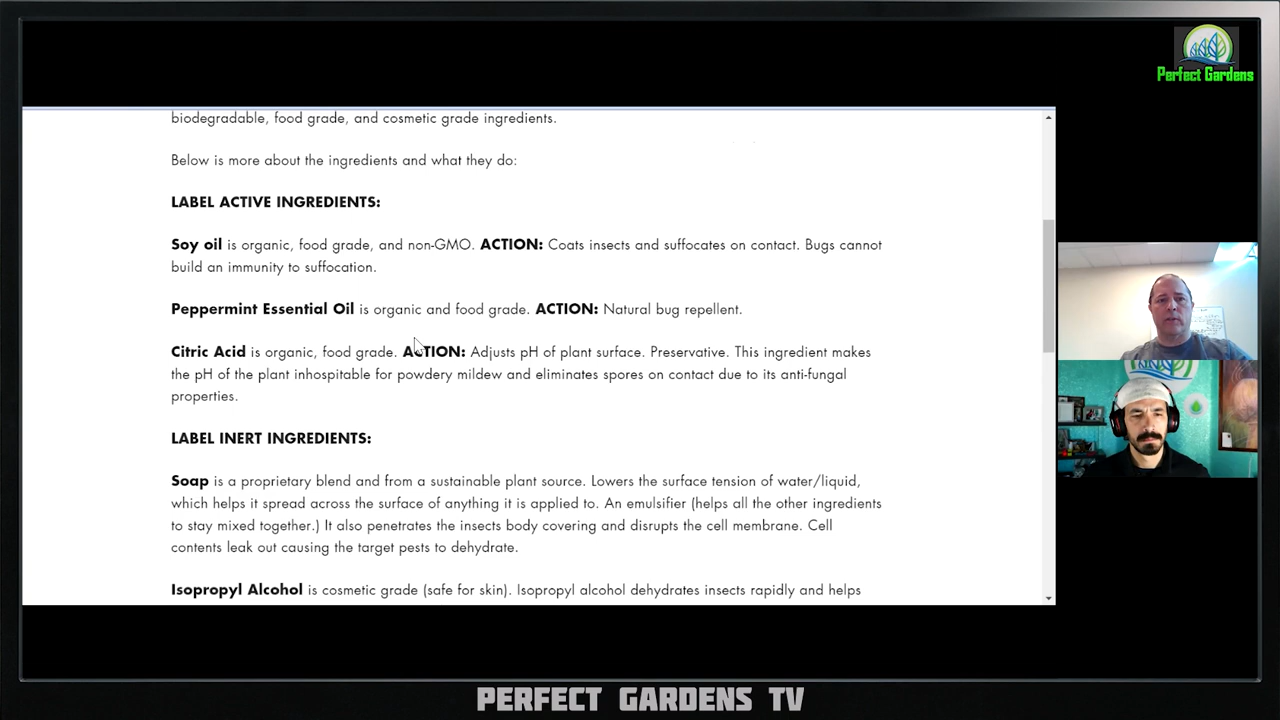 Perfect Gardens
biodegradable, food grade, and cosmetic grade ingredients.
Below is more about the ingredients and what they do:
LABEL ACTIVE INGREDIENTS:
Soy oil is organic, food grade, and non-GMO. ACTION: Coats insects and suffocates on contact. Bugs cannot
build an immunity to suffocation.
Peppermint Essential Oil is organic and food grade. ACTION: Natural bug repellent.
Citric Acid is organic, food grade. ACTION: Adjusts pH of plant surface. Preservative. This ingredient makes
the pH of the plant inhospitable for powdery mildew and eliminates spores on contact due to its anti-fungal
properties.
LABEL INERT INGREDIENTS:
Soap is a proprietary blend and from a sustainable plant source. Lowers the surface tension of water/liquid,
which helps it spread across the surface of anything it is applied to. An emulsifier (helps all the other ingredients
to stay mixed together.) It also penetrates the insects body covering and disrupts the cell membrane. Cell
contents leak out causing the target pests to dehydrate.
Isopropyl Alcohol is cosmetic grade (safe for skin). Isopropyl alcohol dehydrates insects rapidly and helps
PERFECT GARDENS TV